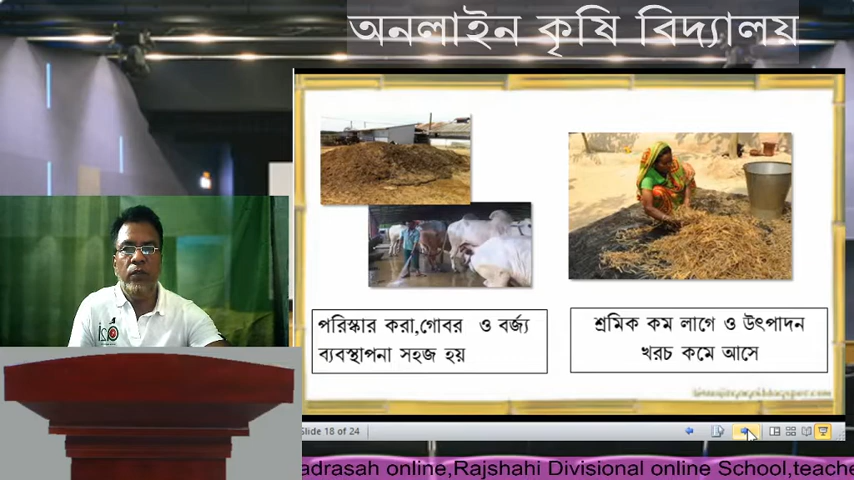 অনলাইন কৃষি বিদ্যালয়
পরিস্কার করা,গোবর ও বর্জ্য
ব্যবস্থাপনা সহজ হয়
শ্রমিক কম লাগে ও উৎপাদন
খরচ কমে আসে
Slide 18 of 24
adrasah online,Rajshahi Divisional online School,teache